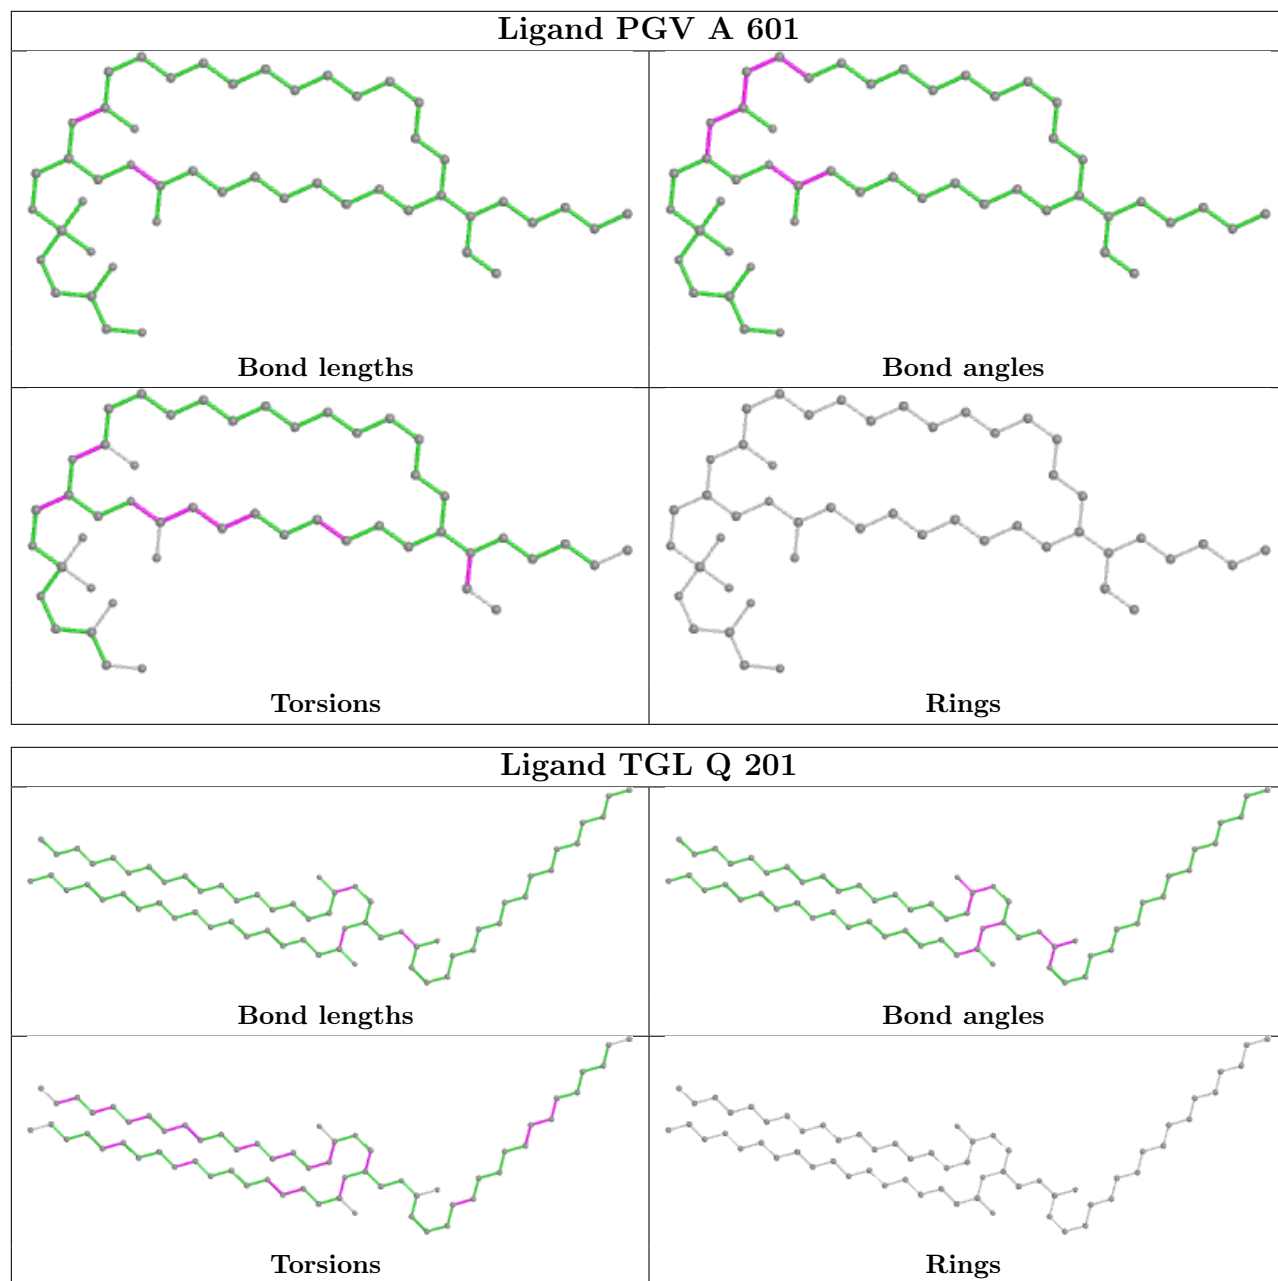 Ligand PGV A 601
Bond lengths
Bond angles
Torsions
Rings
Ligand TGL Q 201
Bond lengths
Bond angles
Torsions
Rings